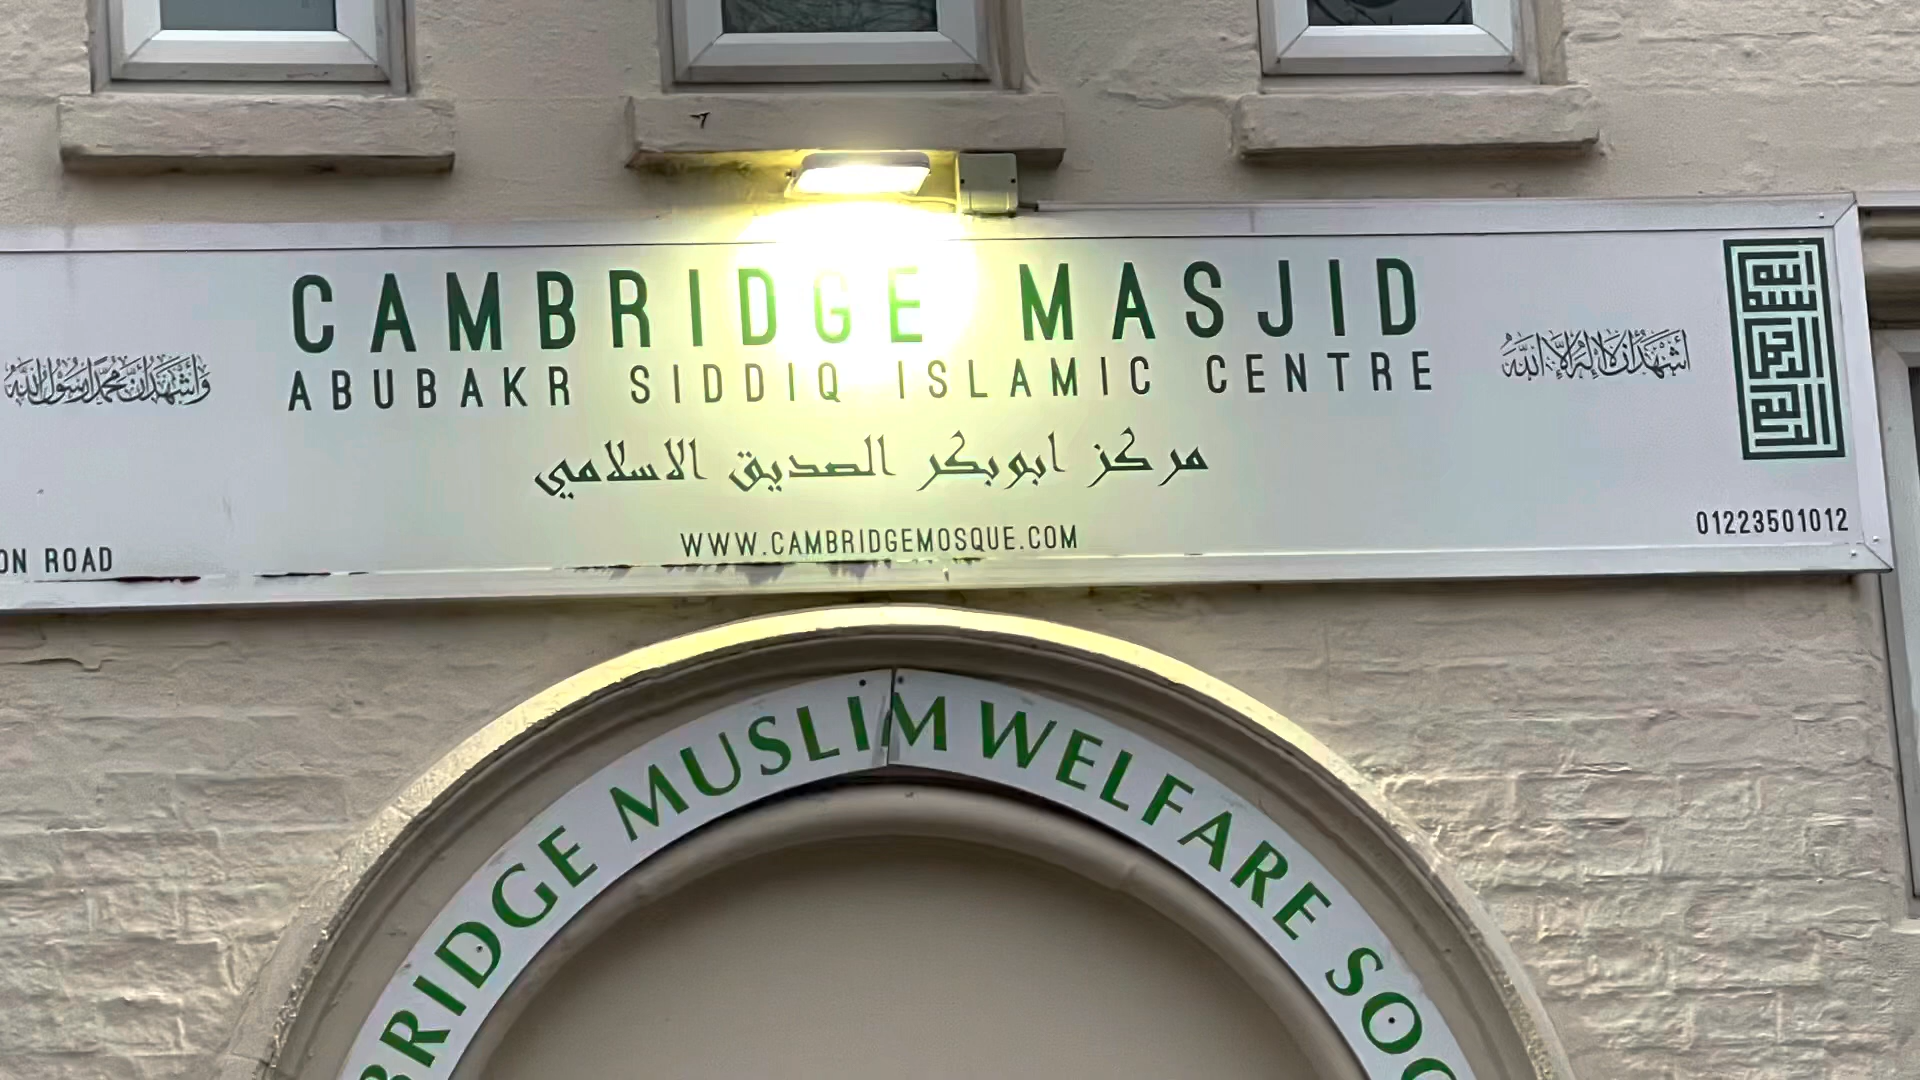 CAMBRIDGE MASJID
ABUBAKR SIDDIQ ISLAMIC CENTRE
وأشهد أن محمدا رسول الله
أشهد أن لا إله إلا الله
مركز ابوبكر الصديق الاسلامي
WWW.CAMBRIDGEMOSQUE.COM
ON ROAD
01223501012
BRIDGE MUSLIM WELFARE SOC